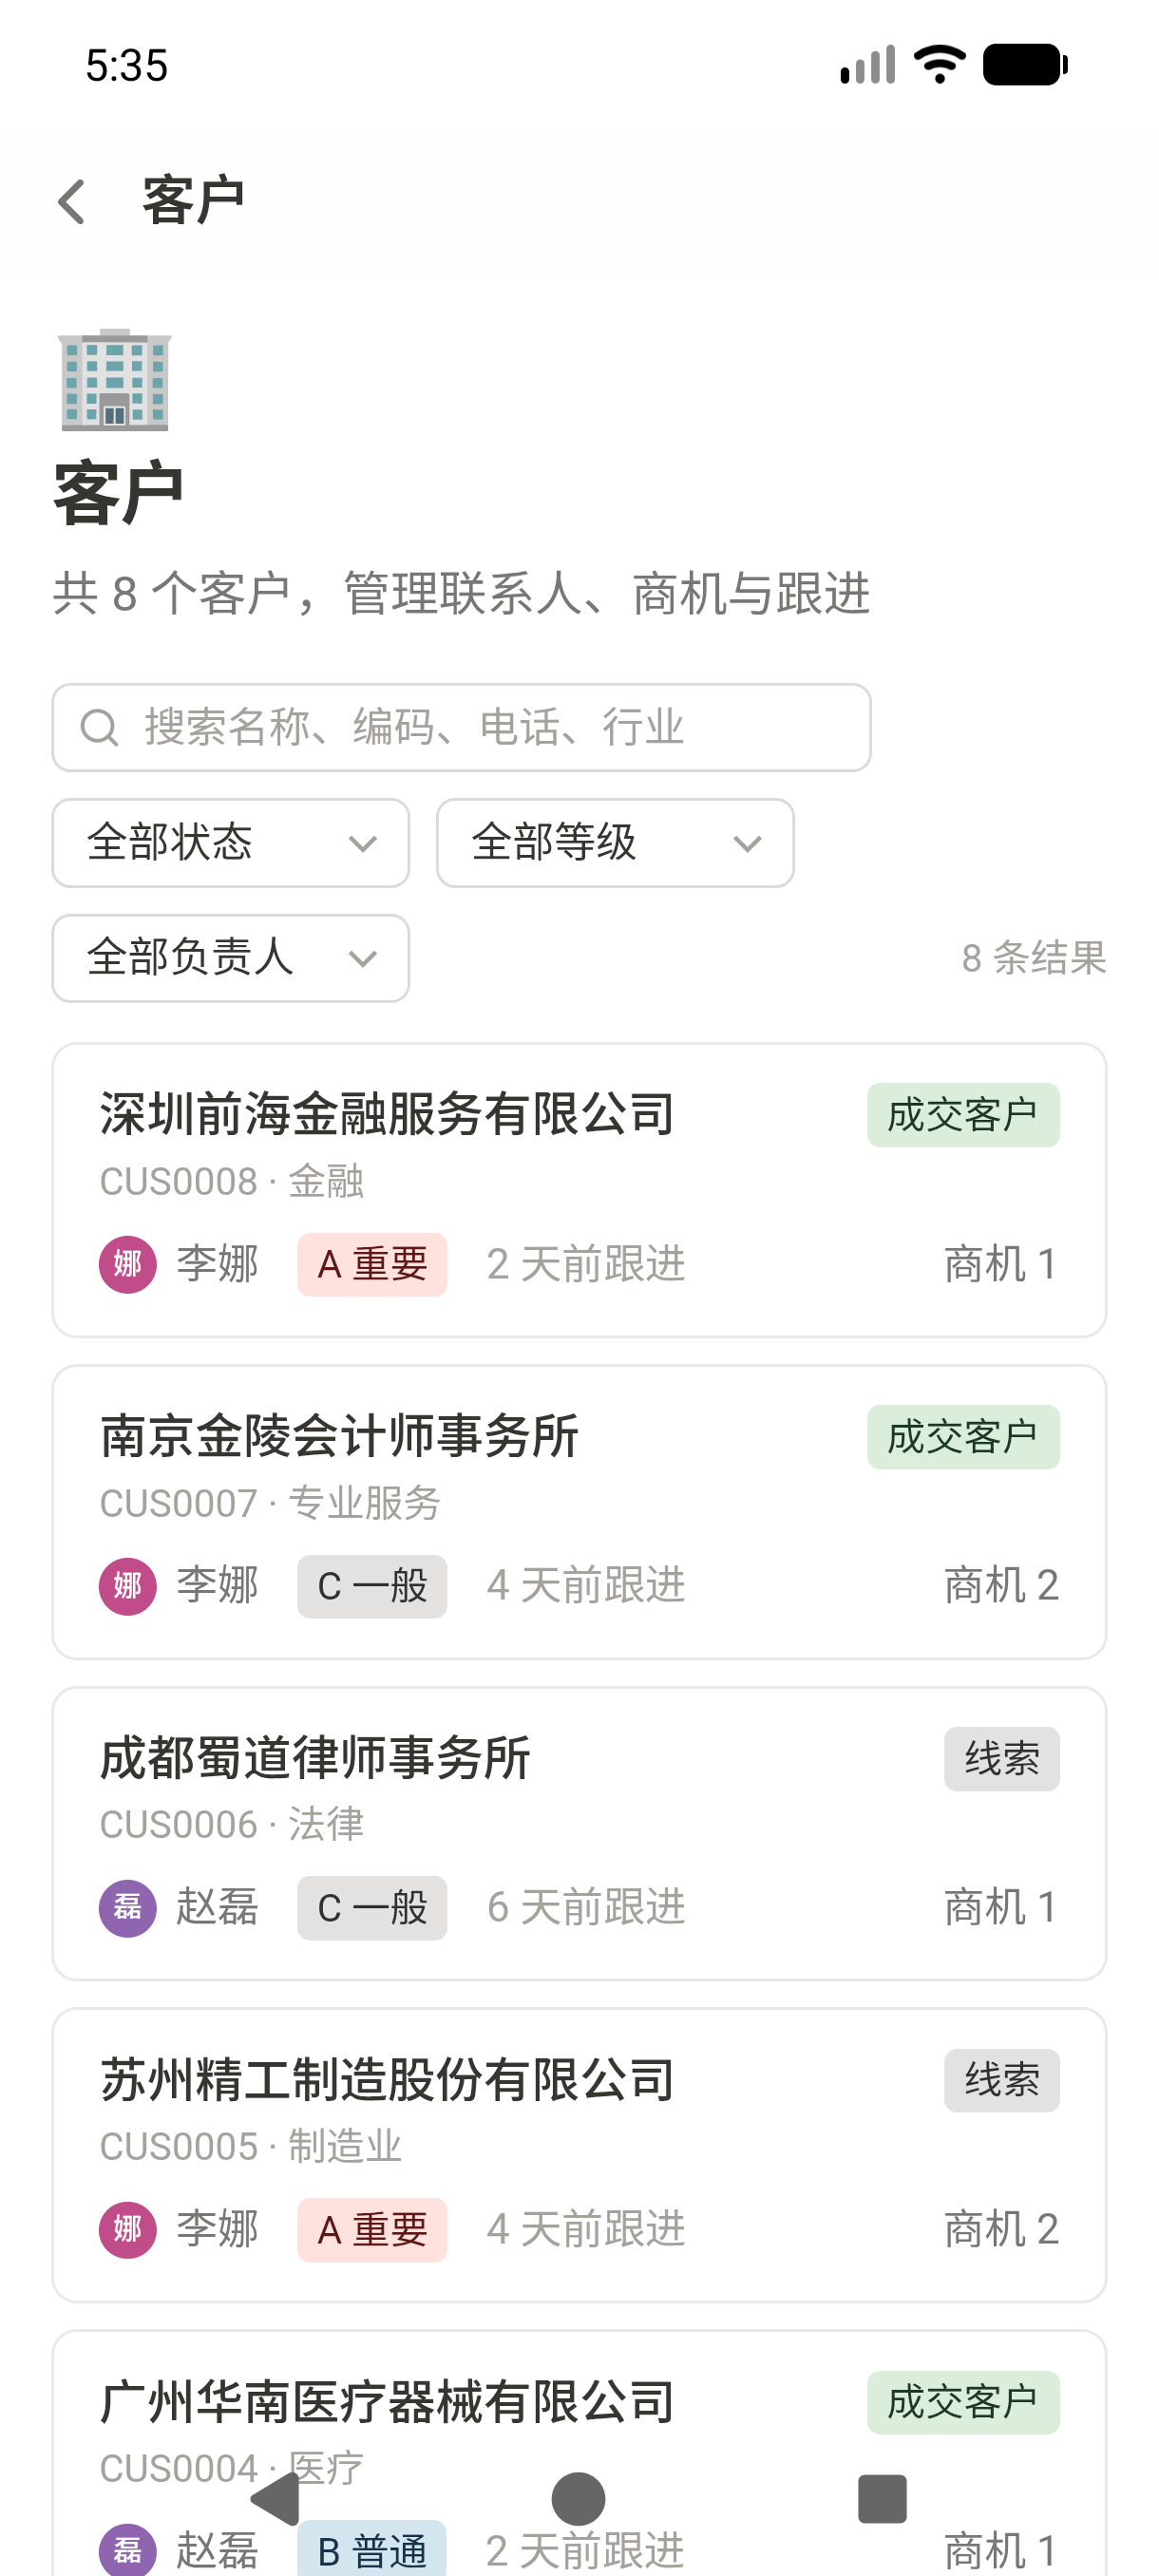 5:35
客户
客户
共 8 个客户，管理联系人、商机与跟进
搜索名称、编码、电话、行业
全部状态
全部等级
全部负责人
8 条结果
深圳前海金融服务有限公司
成交客户
CUS0008 · 金融
娜 李娜 A 重要 2 天前跟进 商机 1
南京金陵会计师事务所
成交客户
CUS0007 · 专业服务
娜 李娜 C 一般 4 天前跟进 商机 2
成都蜀道律师事务所
线索
CUS0006 · 法律
磊 赵磊 C 一般 6 天前跟进 商机 1
苏州精工制造股份有限公司
线索
CUS0005 · 制造业
娜 李娜 A 重要 4 天前跟进 商机 2
广州华南医疗器械有限公司
成交客户
CUS0004 · 医疗
磊 赵磊 B 普通 2 天前跟进 商机 1